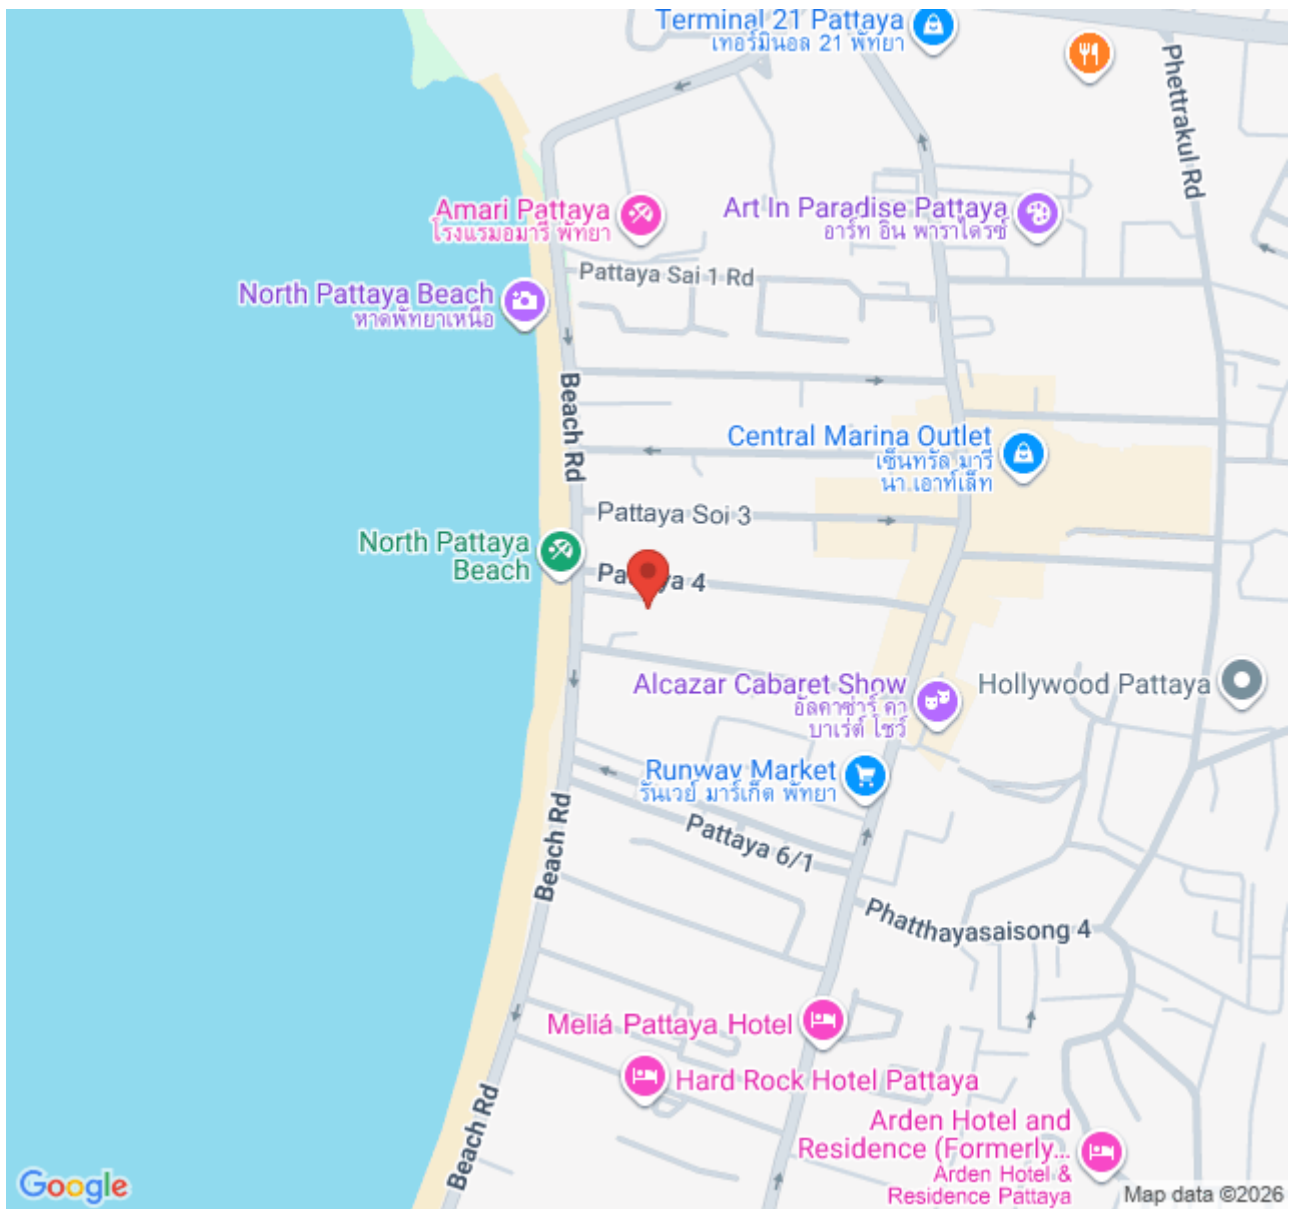 Terminal 21 Pattaya
เทอร์มินอล 21 พัทยา
Phettrakul Rd
Amari Pattaya
โรงแรมอมารี พัทยา
Art In Paradise Pattaya
อาร์ท อิน พาราไดรซ์
Pattaya Sai 1 Rd
North Pattaya Beach
หาดพัทยาเหนือ
Beach Rd
Central Marina Outlet
เซ็นทรัล มารี
นา เอาท์เล็ท
Pattaya Soi 3
North Pattaya
Beach
4
Alcazar Cabaret Show
อัลคาซ่าร์ คา
บาเร่ต์ โชว์
Hollywood Pattaya
Runway Market
รันเวย์ มาร์เก็ต พัทยา
Beach Rd
Pattaya 6/1
Phatthayasaisong 4
Meliá Pattaya Hotel
Hard Rock Hotel Pattaya
Beach Rd
Arden Hotel and
Residence (Formerly...
Arden Hotel &
Residence Pattaya
Google
Map data ©2026